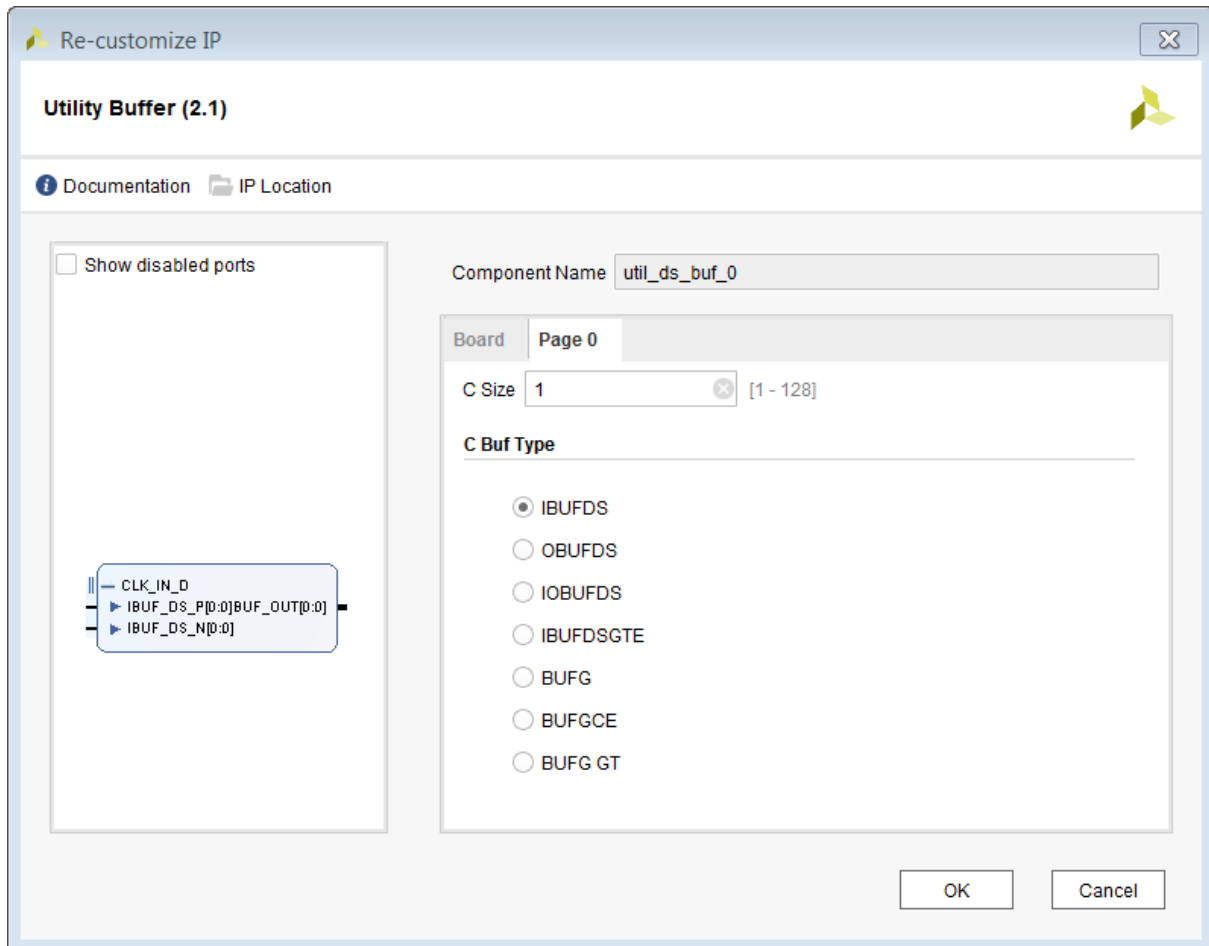 Re-customize IP
Utility Buffer (2.1)
Documentation IP Location
Show disabled ports
CLK_IN_D
IBUF_DS_P[0:0]BUF_OUT[0:0]
IBUF_DS_N[0:0]
Component Name util_ds_buf_0
Board Page 0
C Size 1 [1 - 128]
C Buf Type
IBUFDS
OBUFDS
IOBUFDS
IBUFDSGTE
BUFG
BUFGCE
BUFG GT
OK Cancel